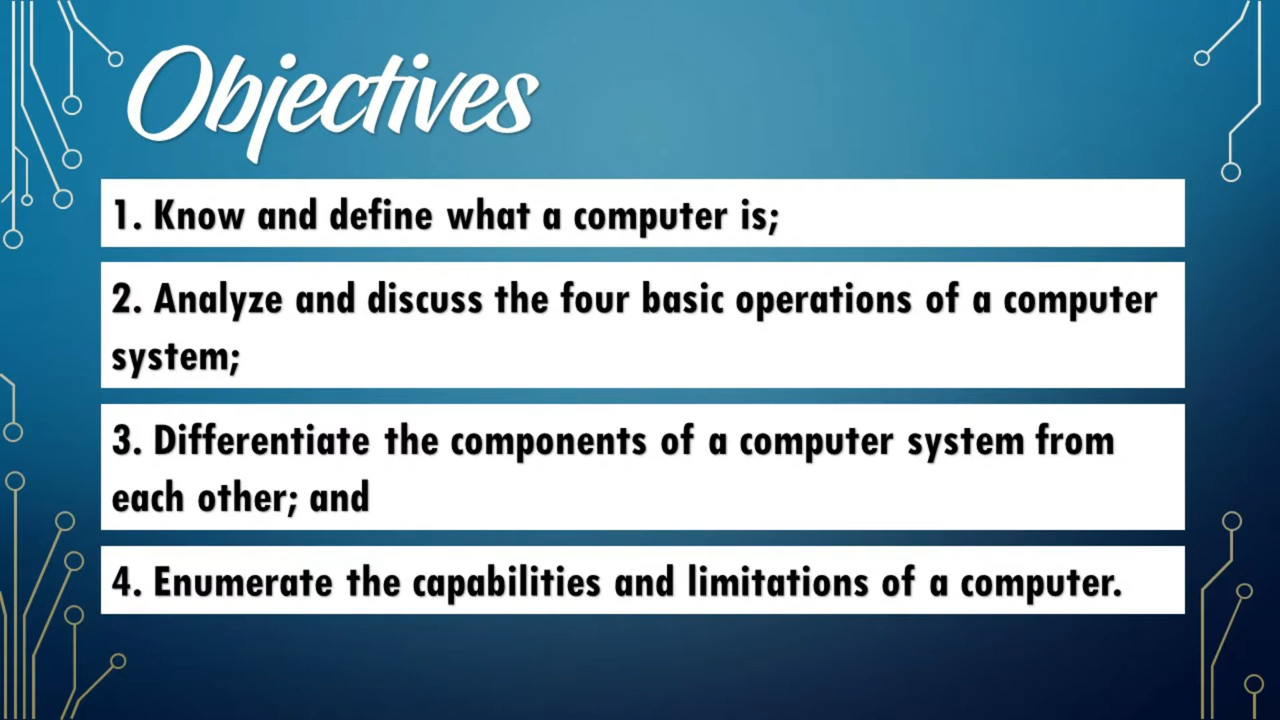 Objectives
1. Know and define what a computer is;
2. Analyze and discuss the four basic operations of a computer
system;
3. Differentiate the components of a computer system from
each other; and
4. Enumerate the capabilities and limitations of a computer.